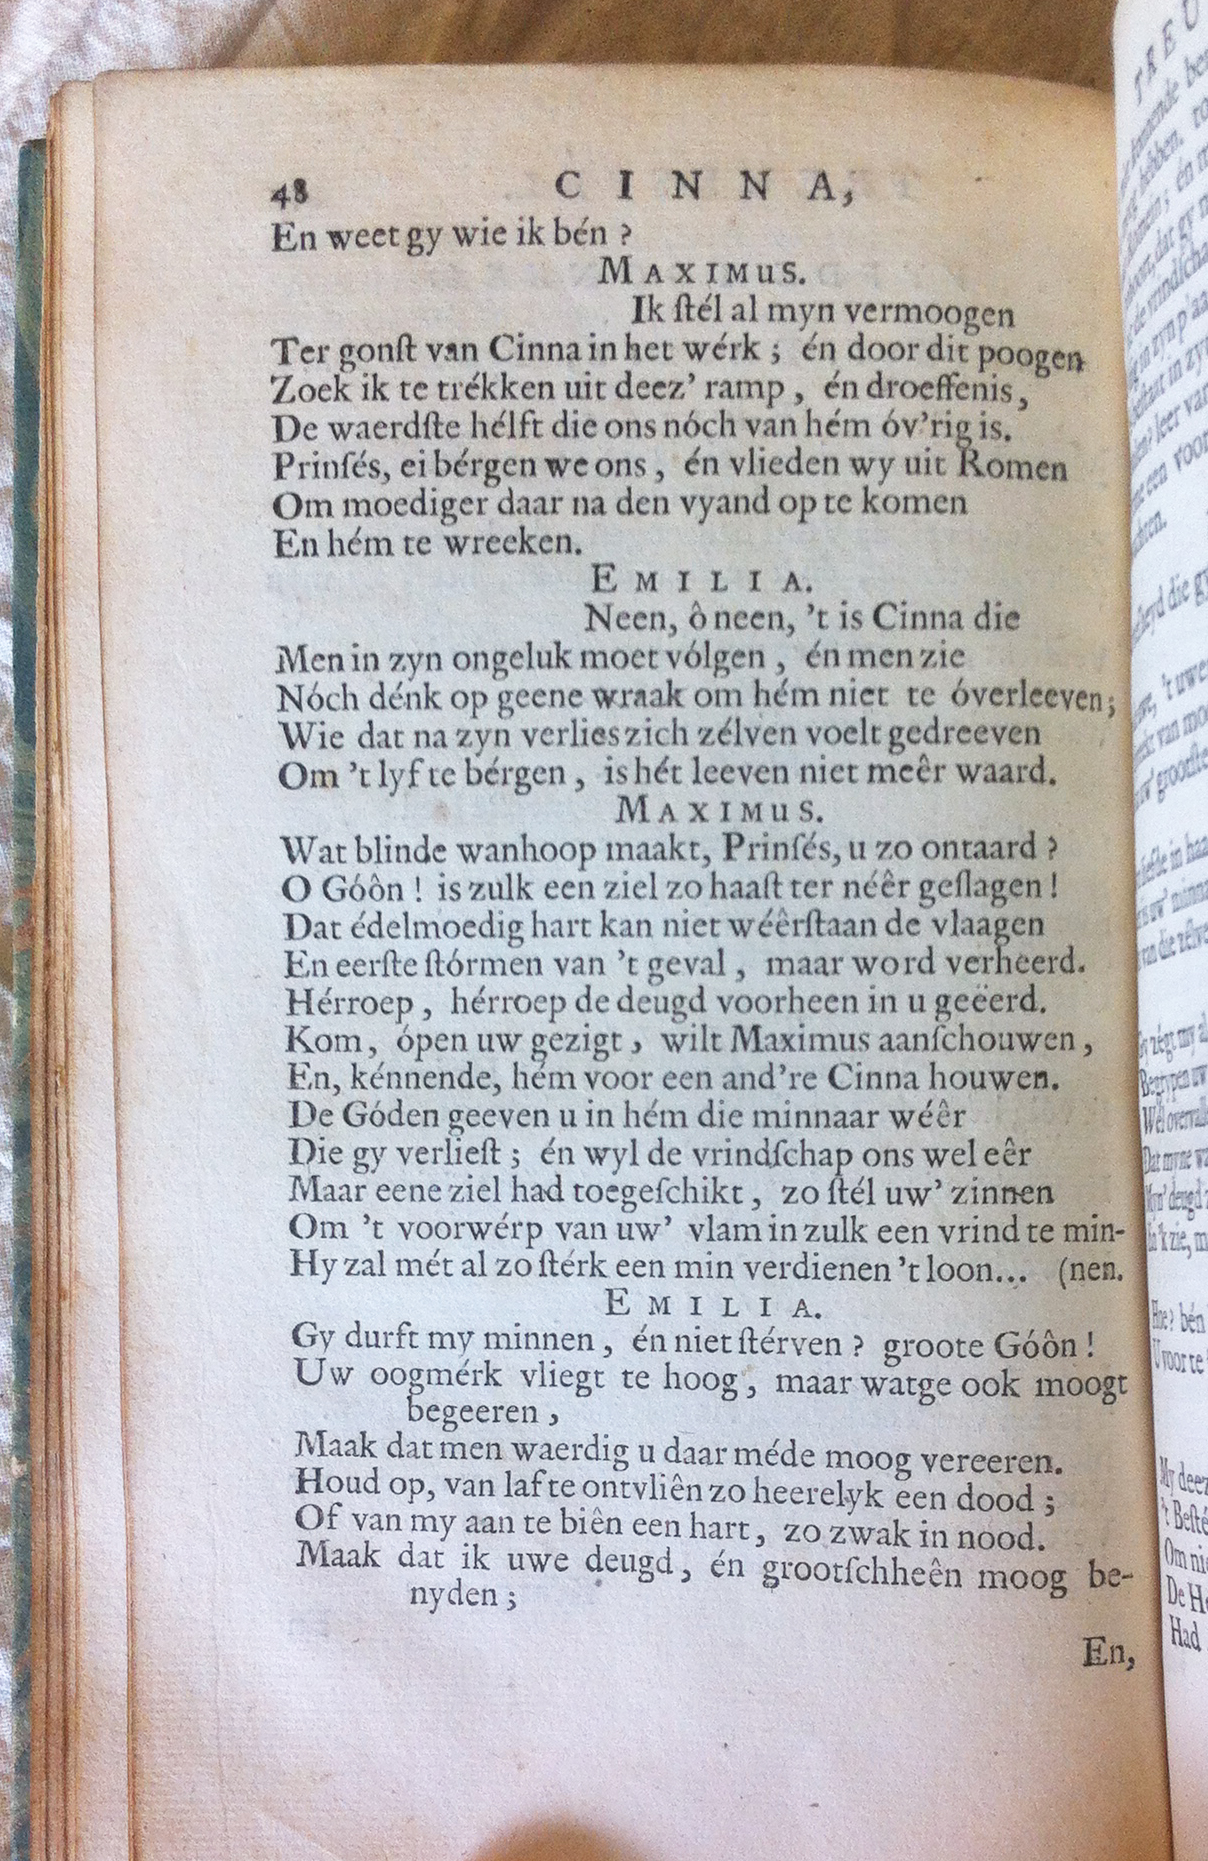 48 CINNA,
En weet gy wie ik bén ?
MAXIMUS.
Ik ſtél al myn vermoogen
Ter gonſt van Cinna in het wérk ; én door dit poogen
Zoek ik te trékken uit deez’ ramp , én droeffenis ,
De waerdſte hélft die ons nóch van hém óv’rig is.
Prinſés, ei bérgen we ons , én vlieden wy uit Romen
Om moediger daar na den vyand op te komen
En hém te wreeken.
EMILIA.
Neen, ô neen, ’t is Cinna die
Men in zyn ongeluk moet vólgen , én men zie
Nóch dénk op geene wraak om hém niet te óverleeven;
Wie dat na zyn verlies zich zélven voelt gedreeven
Om ’t lyf te bérgen , is hét leeven niet meêr waard.
MAXIMUS.
Wat blinde wanhoop maakt, Prinſés, u zo ontaard ?
O Góôn ! is zulk een ziel zo haaſt ter néêr geſlagen !
Dat édelmoedig hart kan niet wéêrſtaan de vlaagen
En eerſte ſtórmen van ’t geval , maar word verheerd.
Hérroep , hérroep de deugd voorheen in u geëerd.
Kom, ópen uw gezigt , wilt Maximus aanſchouwen ,
En, kénnende, hém voor een and’re Cinna houwen.
De Góden geeven u in hém die minnaar wéêr
Die gy verlieſt ; én wyl de vrindſchap ons wel eêr
Maar eene ziel had toegeſchikt , zo ſtél uw’ zinnen
Om ’t voorwérp van uw’ vlam in zulk een vrind te min-
Hy zal mét al zo ſtérk een min verdienen ’t loon... (nen.
EMILIA.
Gy durft my minnen , én niet ſtérven ? groote Góôn !
Uw oogmérk vliegt te hoog , maar watge ook moogt
begeeren ,
Maak dat men waerdig u daar méde moog vereeren.
Houd op, van laf te ontvliên zo heerelyk een dood ;
Of van my aan te biên een hart , zo zwak in nood.
Maak dat ik uwe deugd , én grootſchheên moog be-
nyden ;
En,